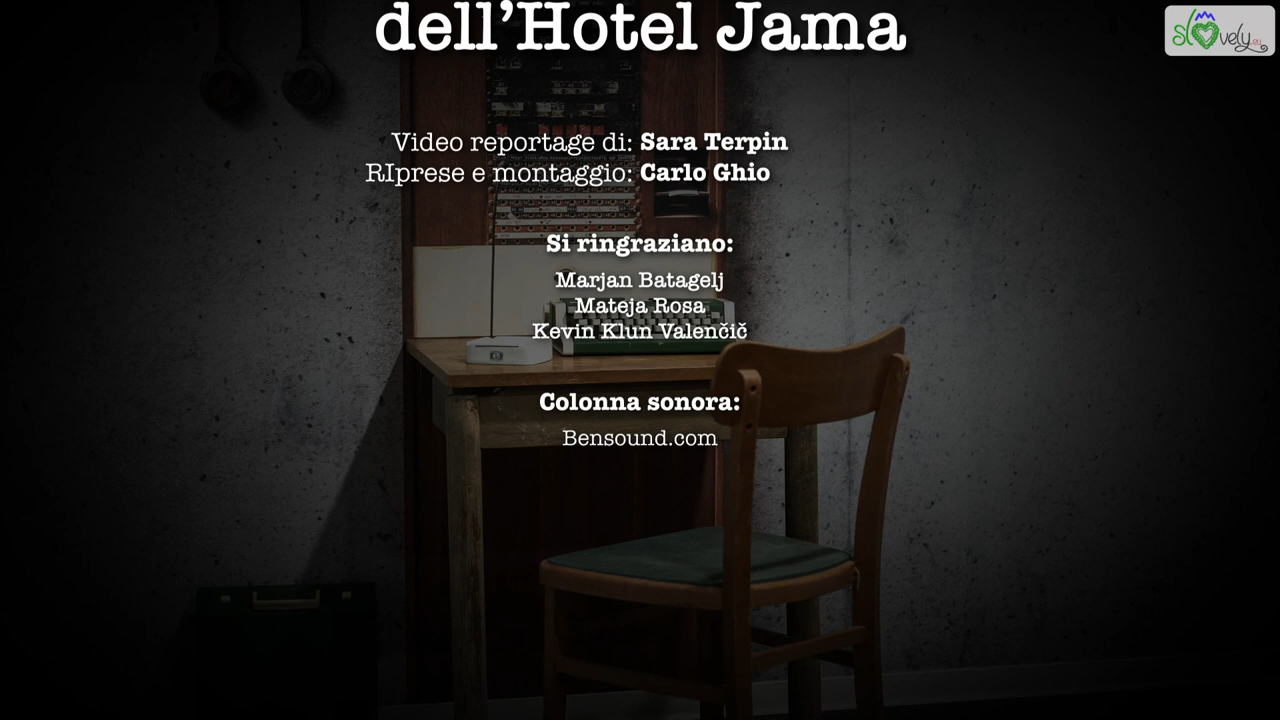 dell’Hotel Jama
slovely.eu
Video reportage di: Sara Terpin
RIprese e montaggio: Carlo Ghio
Si ringraziano:
Marjan Batagelj
Mateja Rosa
Kevin Klun Valenčič
Colonna sonora:
Bensound.com